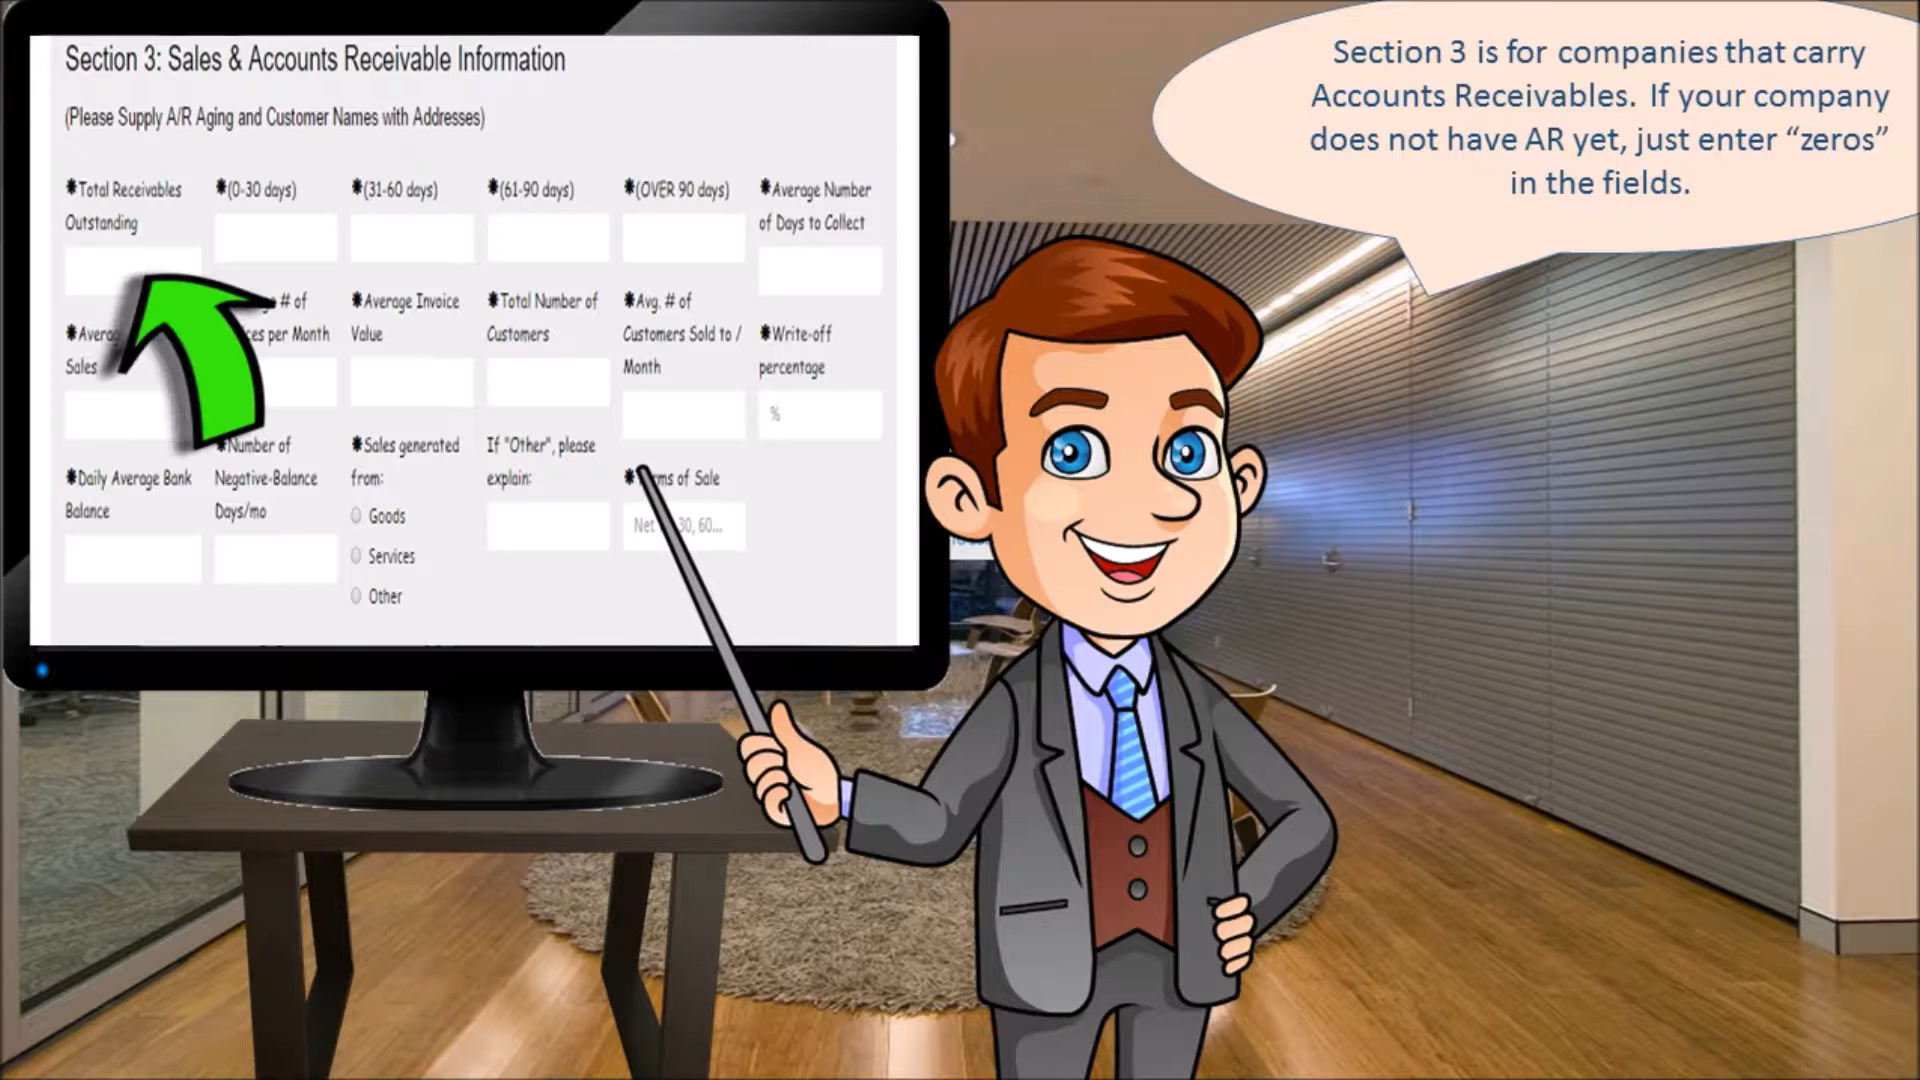 Section 3: Sales & Accounts Receivable Information
(Please Supply A/R Aging and Customer Names with Addresses)
✱Total Receivables Outstanding
✱(0-30 days)
✱(31-60 days)
✱(61-90 days)
✱(OVER 90 days)
✱Average Number of Days to Collect
Sales
# of
per Month
✱Average Invoice Value
✱Total Number of Customers
✱Avg. # of Customers Sold to / Month
✱Write-off percentage
%
✱Daily Average Bank Balance
✱Number of Negative-Balance Days/mo
✱Sales generated from:
Goods
Services
Other
If "Other", please explain:
of Sale
Net
30, 60...
Section 3 is for companies that carry
Accounts Receivables. If your company
does not have AR yet, just enter “zeros”
in the fields.